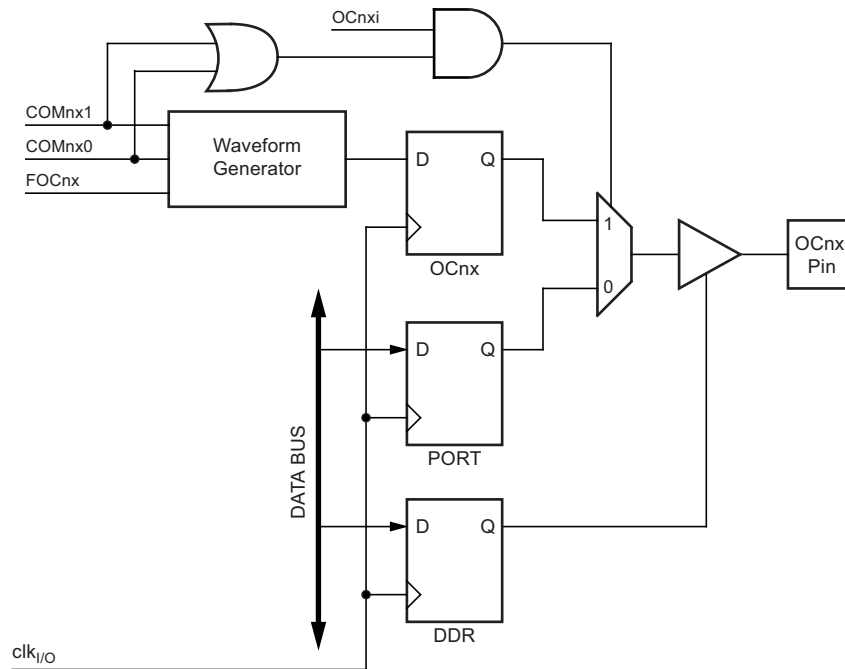 OCnxi
COMnx1
COMnx0
FOCnx
Waveform
Generator
D Q
OCnx
1
0
OCnx
Pin
D Q
PORT
DATA BUS
D Q
DDR
clkI/O